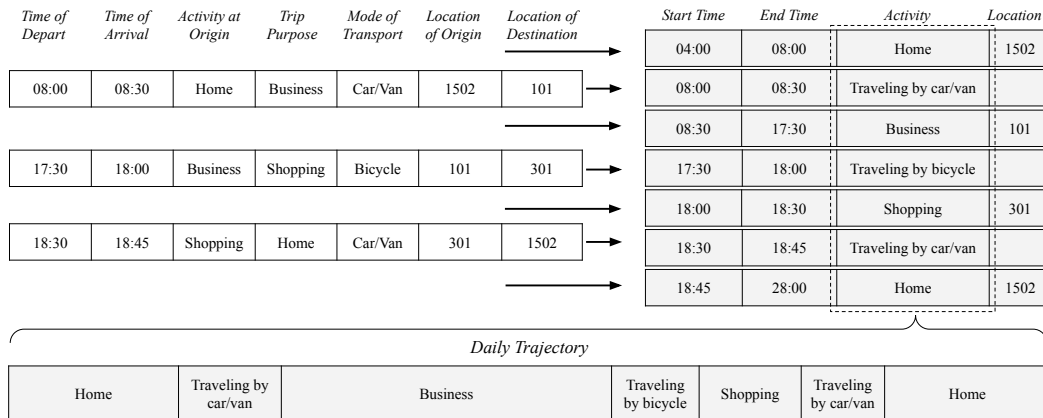 Time of Depart Time of Arrival Activity at Origin Trip Purpose Mode of Transport Location of Origin Location of Destination
08:00 08:30 Home Business Car/Van 1502 101
17:30 18:00 Business Shopping Bicycle 101 301
18:30 18:45 Shopping Home Car/Van 301 1502
Start Time End Time Activity Location
04:00 08:00 Home 1502
08:00 08:30 Traveling by car/van
08:30 17:30 Business 101
17:30 18:00 Traveling by bicycle
18:00 18:30 Shopping 301
18:30 18:45 Traveling by car/van
18:45 28:00 Home 1502
Daily Trajectory
Home Traveling by car/van Business Traveling by bicycle Shopping Traveling by car/van Home